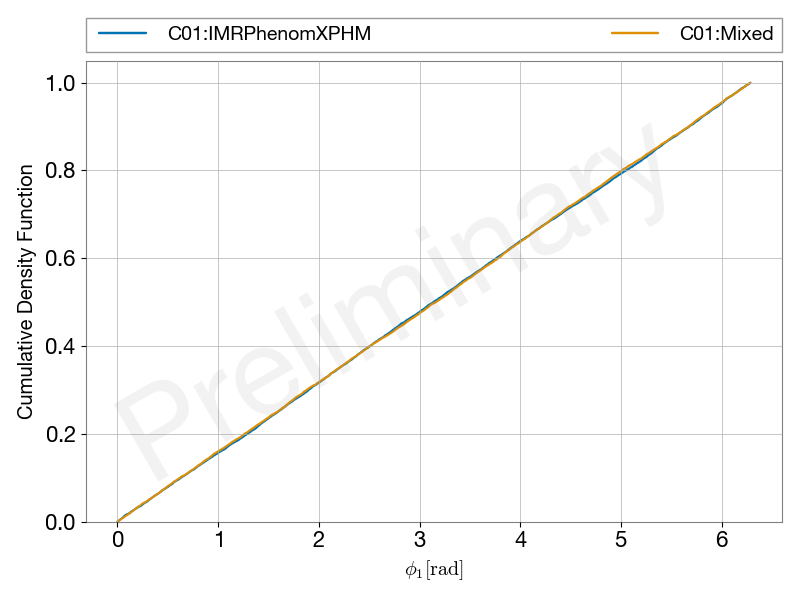 C01:IMRPhenomXPHM C01:Mixed
1.0
0.8
0.6
0.4
0.2
0.0
Cumulative Density Function
Preliminary
0 1 2 3 4 5 6
ϕ₁[rad]